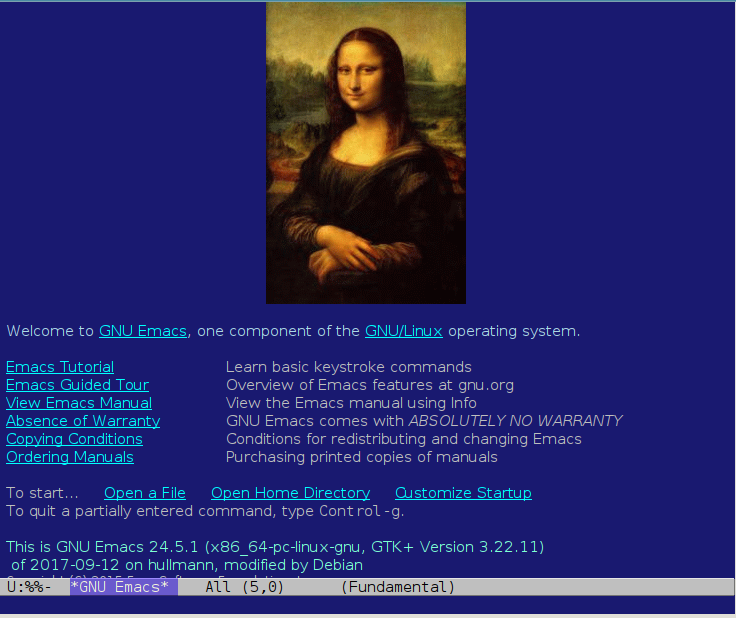 Welcome to GNU Emacs, one component of the GNU/Linux operating system.
Emacs Tutorial Learn basic keystroke commands
Emacs Guided Tour Overview of Emacs features at gnu.org
View Emacs Manual View the Emacs manual using Info
Absence of Warranty GNU Emacs comes with ABSOLUTELY NO WARRANTY
Copying Conditions Conditions for redistributing and changing Emacs
Ordering Manuals Purchasing printed copies of manuals
To start... Open a File Open Home Directory Customize Startup
To quit a partially entered command, type Control-g.
This is GNU Emacs 24.5.1 (x86_64-pc-linux-gnu, GTK+ Version 3.22.11)
of 2017-09-12 on hullmann, modified by Debian
U:%%- *GNU Emacs* All (5,0) (Fundamental)